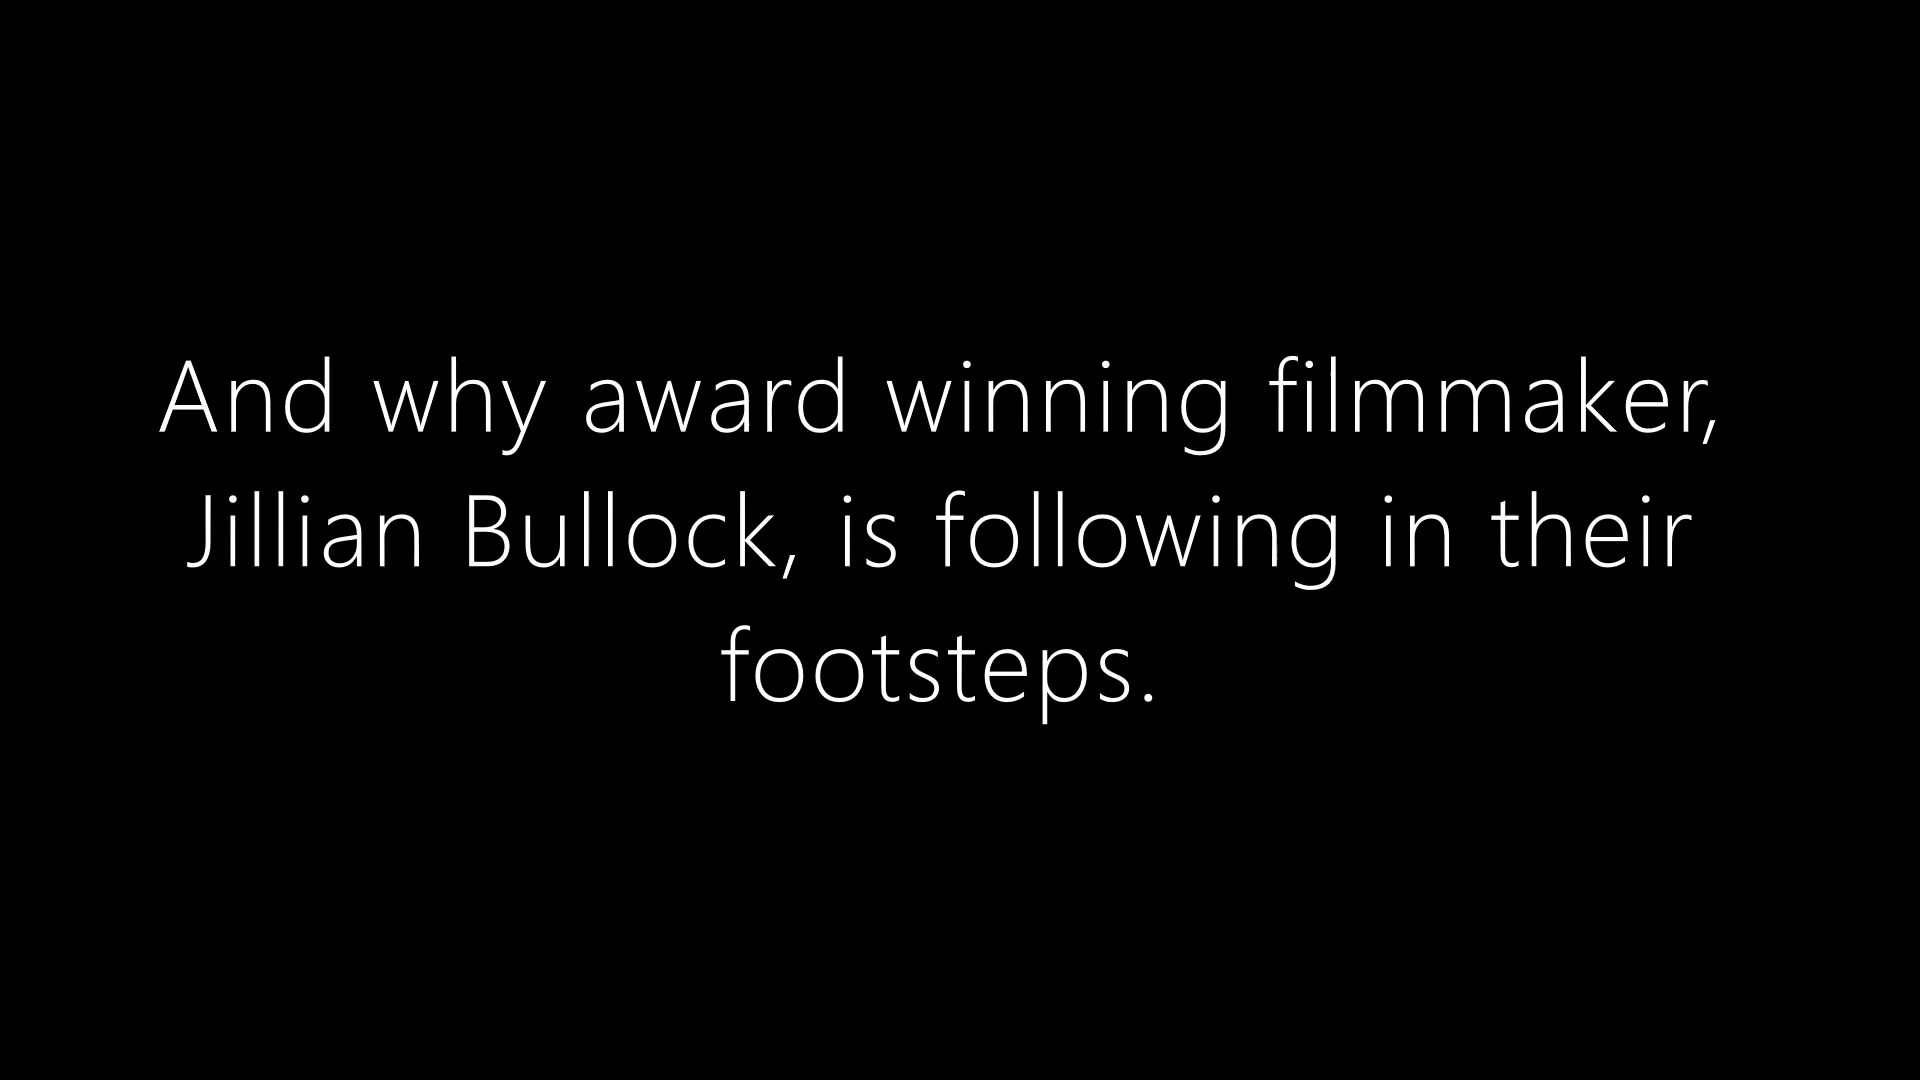 And why award winning filmmaker,
Jillian Bullock, is following in their
footsteps.